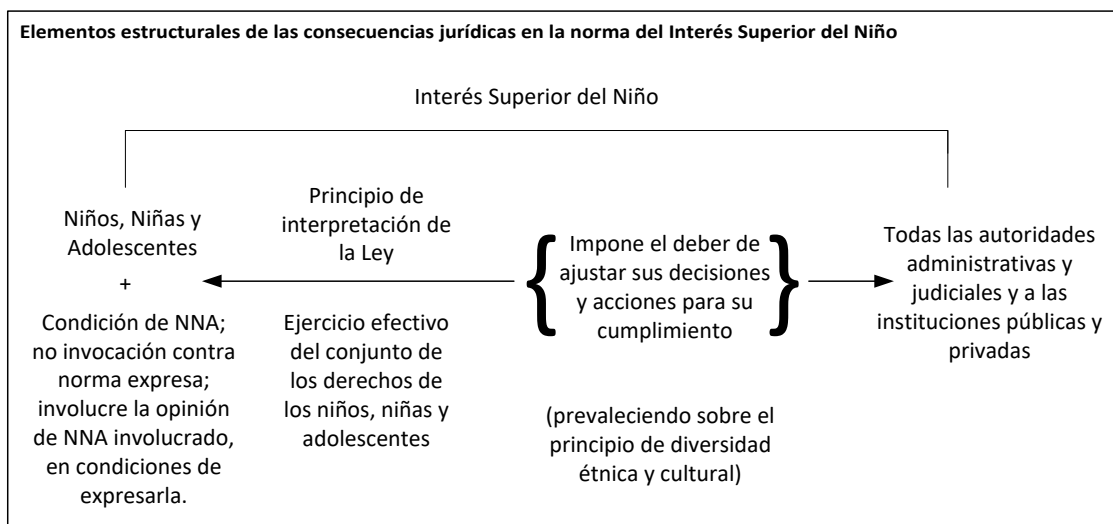 Elementos estructurales de las consecuencias jurídicas en la norma del Interés Superior del Niño
Interés Superior del Niño
Niños, Niñas y
Adolescentes
+
Condición de NNA;
no invocación contra
norma expresa;
involucre la opinión
de NNA involucrado,
en condiciones de
expresarla.
Principio de
interpretación de
la Ley
Ejercicio efectivo
del conjunto de
los derechos de
los niños, niñas y
adolescentes
{ Impone el deber de
ajustar sus decisiones
y acciones para su
cumplimiento }
(prevaleciendo sobre el
principio de diversidad
étnica y cultural)
Todas las autoridades
administrativas y
judiciales y a las
instituciones públicas y
privadas